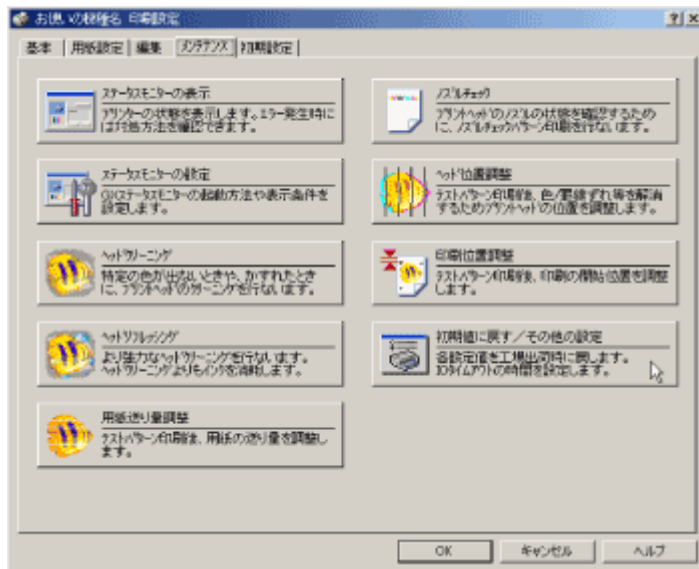 お使いの機種名 印刷設定
基本 用紙設定 編集 メンテナンス 初期設定
ステータスモニターの表示
プリンターの状態を表示します。エラー発生時に
は対処方法を確認できます。
ステータスモニターの設定
ステータスモニターの起動方法や表示条件を
設定します。
ヘッドクリーニング
特定の色が出ないときや、かすれたとき
に、プリントヘッドのクリーニングを行ないます。
ヘッドリフレッシング
より強力なヘッドクリーニングを行ないます。
ヘッドクリーニングよりもインクを消耗します。
用紙送り量調整
テストパターン印刷後、用紙の送り量を調整し
ます。
ノズルチェック
プリントヘッドのノズルの状態を確認するため
に、ノズルチェックパターン印刷を行ないます。
ヘッド位置調整
テストパターン印刷後、色/罫線ずれ等を解消
するためプリントヘッドの位置を調整します。
印刷位置調整
テストパターン印刷後、印刷の開始位置を調整
します。
初期値に戻す/その他の設定
各設定値を工場出荷時に戻します。
IOタイムアウトの時間を設定します。
OK キャンセル ヘルプ